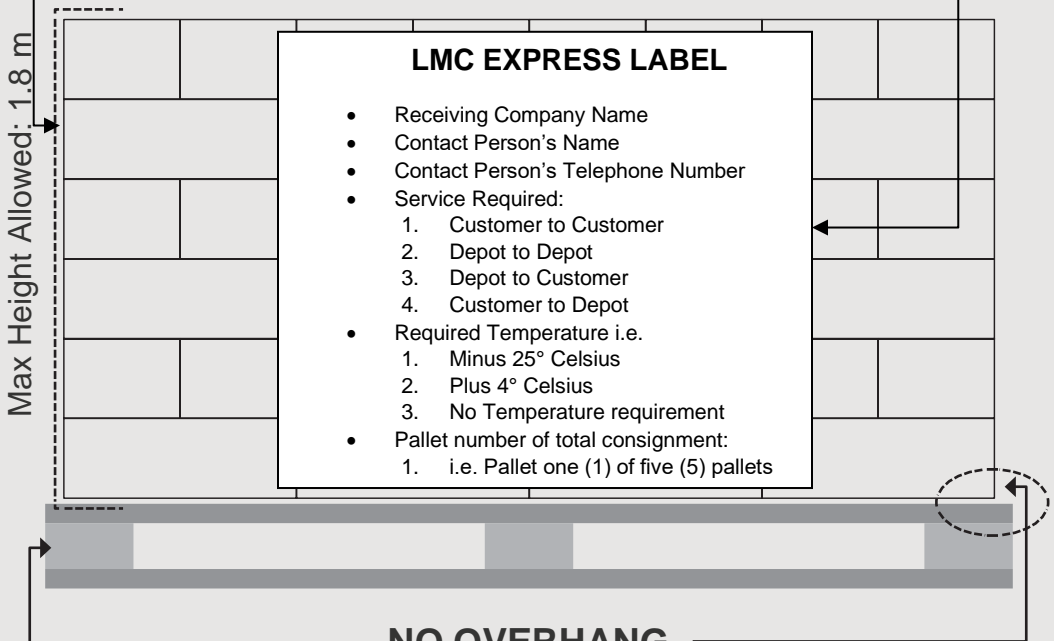 Max Height Allowed: 1.8 m
LMC EXPRESS LABEL
• Receiving Company Name
• Contact Person’s Name
• Contact Person’s Telephone Number
• Service Required:
1. Customer to Customer
2. Depot to Depot
3. Depot to Customer
4. Customer to Depot
• Required Temperature i.e.
1. Minus 25° Celsius
2. Plus 4° Celsius
3. No Temperature requirement
• Pallet number of total consignment:
1. i.e. Pallet one (1) of five (5) pallets
NO OVERHANG